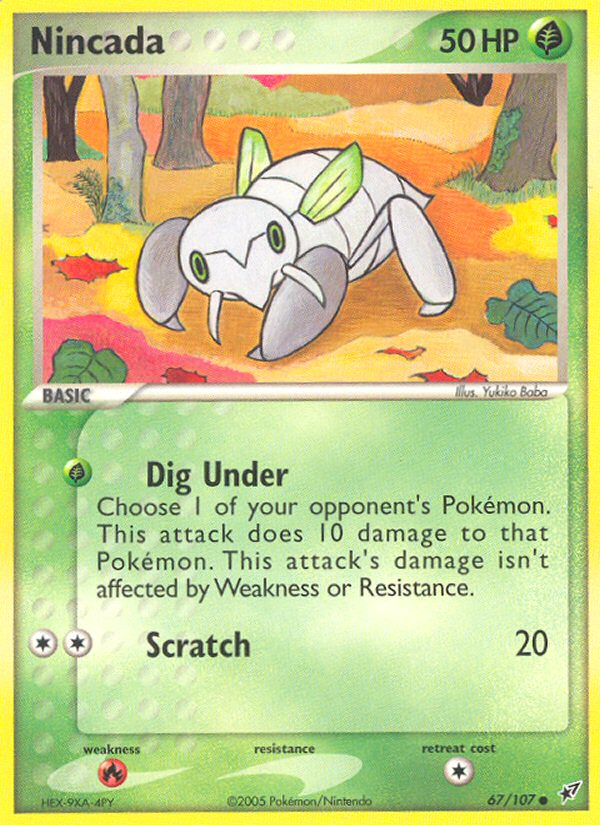 Nincada
50 HP
BASIC
Illus. Yukiko Baba
Dig Under
Choose 1 of your opponent's Pokémon.
This attack does 10 damage to that
Pokémon. This attack's damage isn't
affected by Weakness or Resistance.
Scratch 20
weakness resistance retreat cost
HEX-9XA-4PY ©2005 Pokémon/Nintendo 67/107